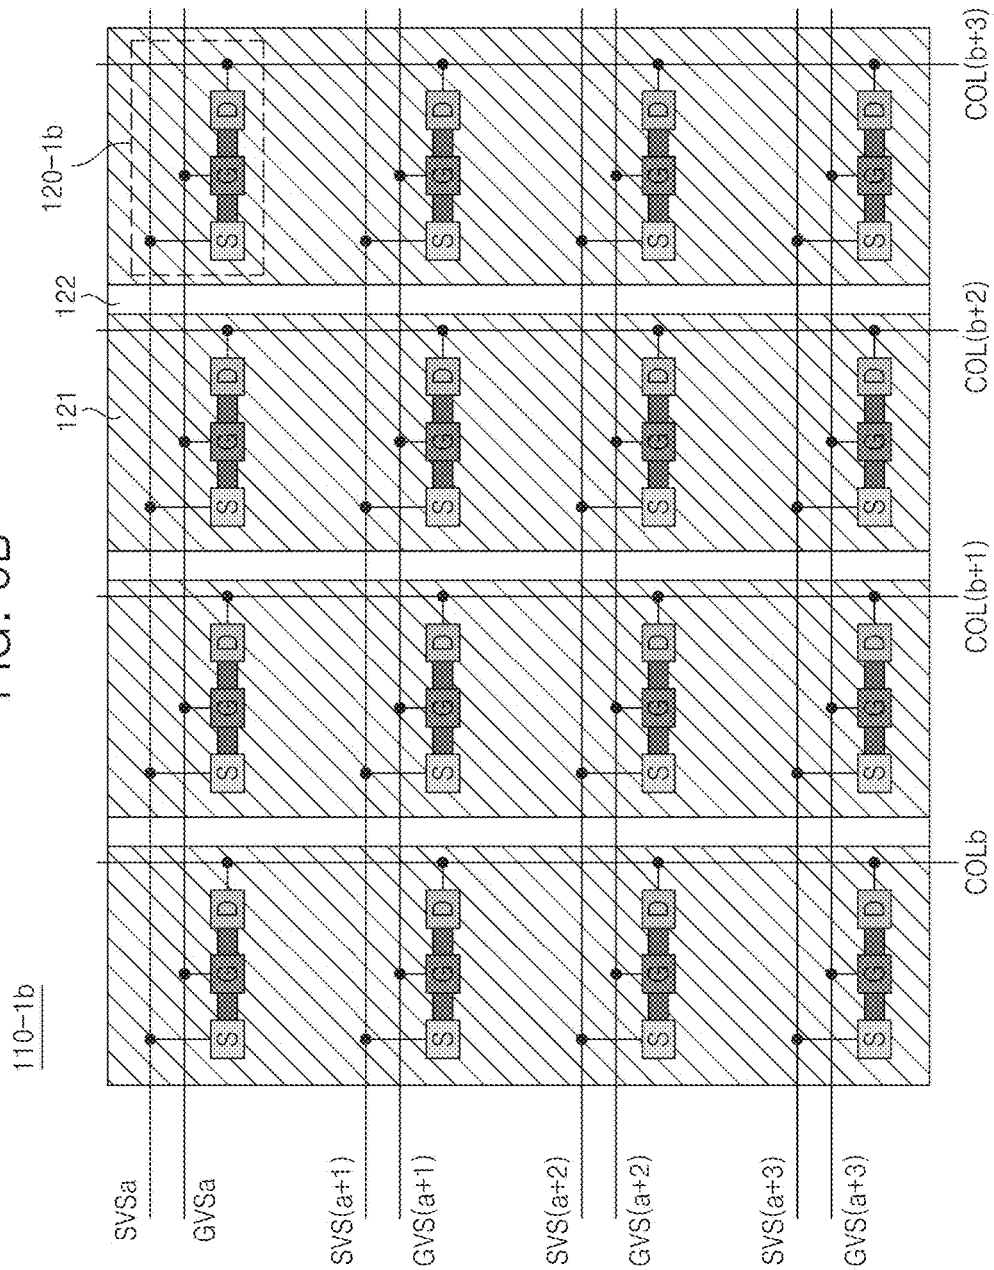 110-1b
121 122 120-1b
SVSa
GVSa
S G D S G D S G D S G D
SVS(a+1)
GVS(a+1)
S G D S G D S G D S G D
SVS(a+2)
GVS(a+2)
S G D S G D S G D S G D
SVS(a+3)
GVS(a+3)
S G D S G D S G D S G D
COLb COL(b+1) COL(b+2) COL(b+3)